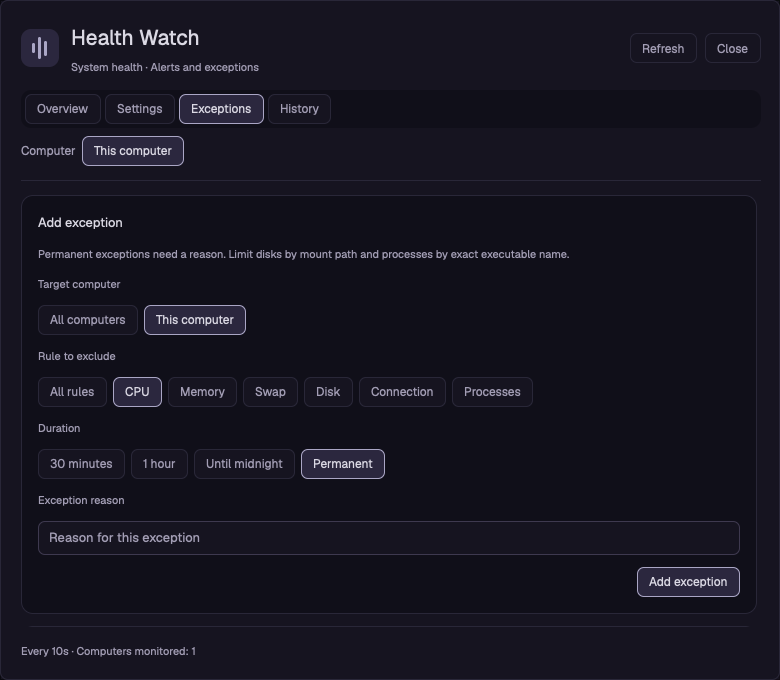 Health Watch
System health · Alerts and exceptions
Refresh Close
Overview Settings Exceptions History
Computer This computer
Add exception
Permanent exceptions need a reason. Limit disks by mount path and processes by exact executable name.
Target computer
All computers This computer
Rule to exclude
All rules CPU Memory Swap Disk Connection Processes
Duration
30 minutes 1 hour Until midnight Permanent
Exception reason
Reason for this exception
Add exception
Every 10s · Computers monitored: 1